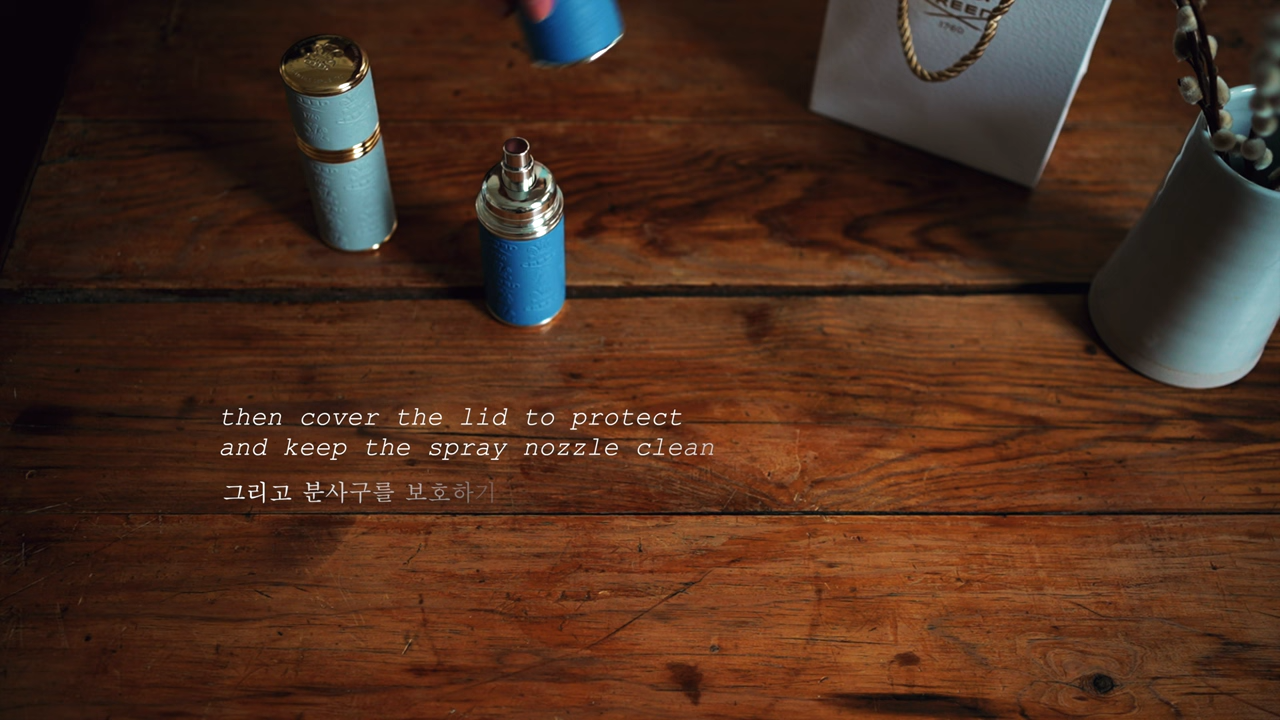 1760
then cover the lid to protect
and keep the spray nozzle clean
그리고 분사구를 보호하기